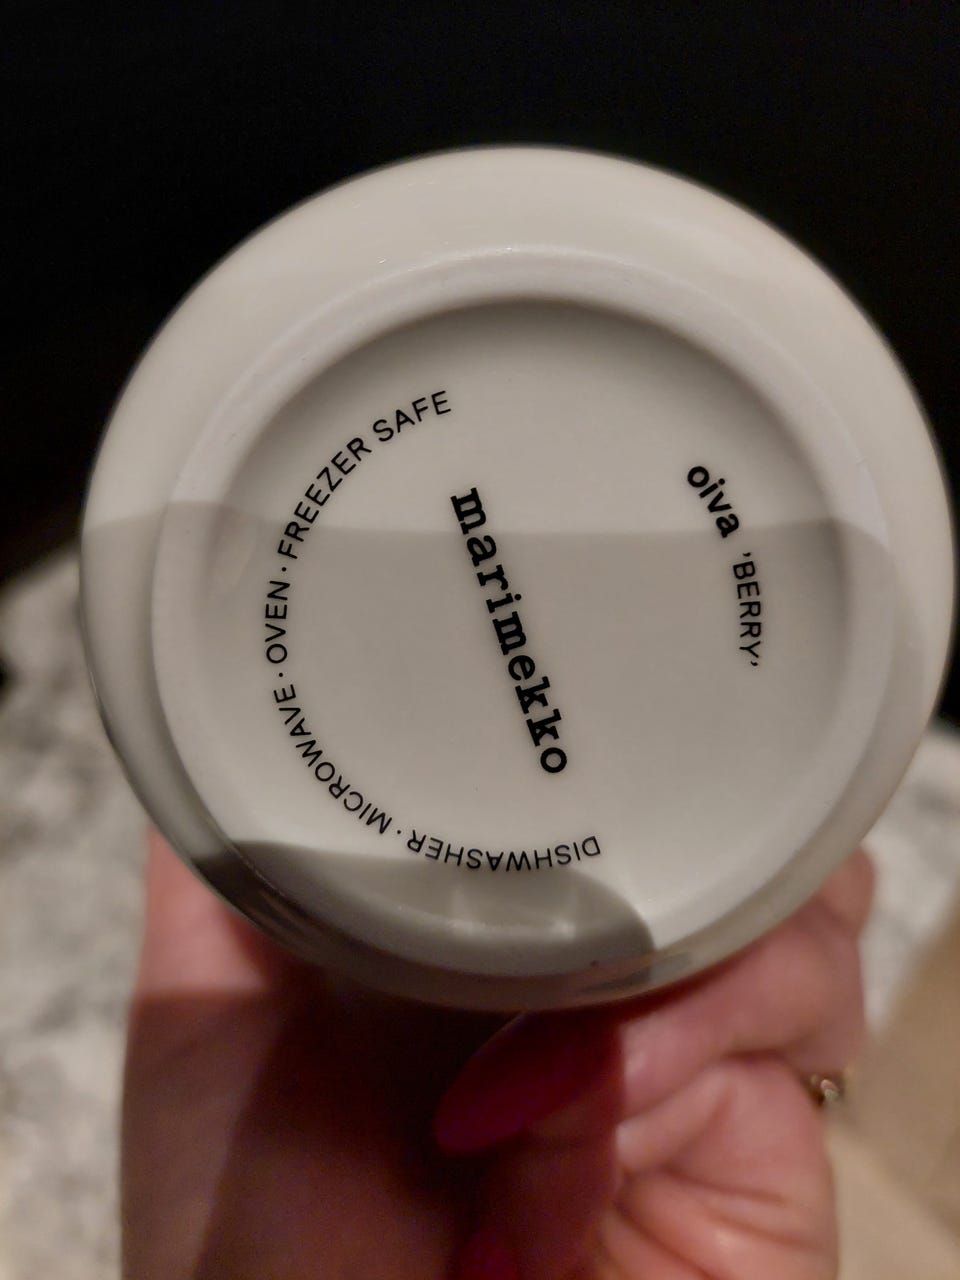 marimekko
oiva 'BERRY'
DISHWASHER · MICROWAVE · OVEN · FREEZER SAFE